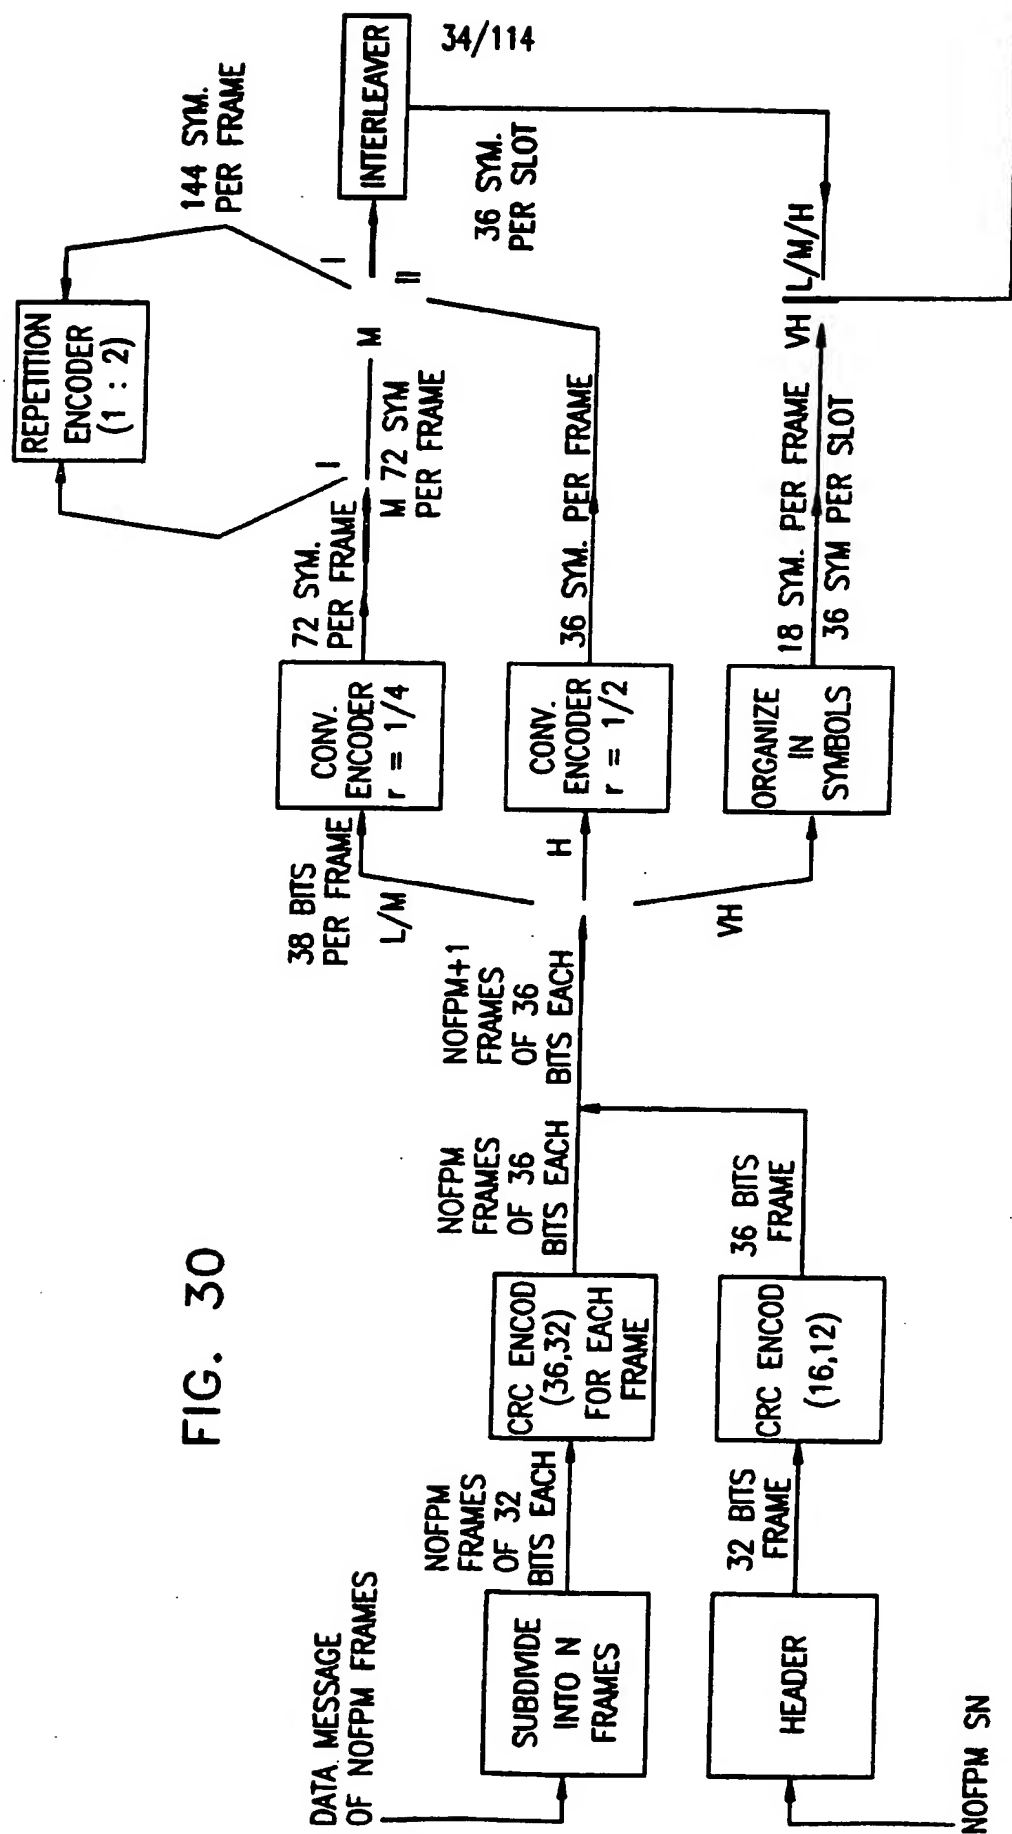 FIG. 30
DATA MESSAGE
OF NOFPM FRAMES
SUBDIVIDE
INTO N
FRAMES
NOFPM
FRAMES
OF 32
BITS EACH
CRC ENCOD
(36,32)
FOR EACH
FRAME
NOFPM
FRAMES
OF 36
BITS EACH
NOFPM+1
FRAMES
OF 36
BITS EACH
NOFPM SN
HEADER
32 BITS
FRAME
CRC ENCOD
(16,12)
36 BITS
FRAME
L/M
H
VH
38 BITS
PER FRAME
CONV.
ENCODER
r = 1/4
72 SYM.
PER FRAME
I
M 72 SYM
PER FRAME
REPETITION
ENCODER
(1 : 2)
144 SYM.
PER FRAME
I
M
II
CONV.
ENCODER
r = 1/2
36 SYM. PER FRAME
INTERLEAVER
34/114
36 SYM.
PER SLOT
ORGANIZE
IN
SYMBOLS
18 SYM. PER FRAME
36 SYM PER SLOT
VH
L/M/H